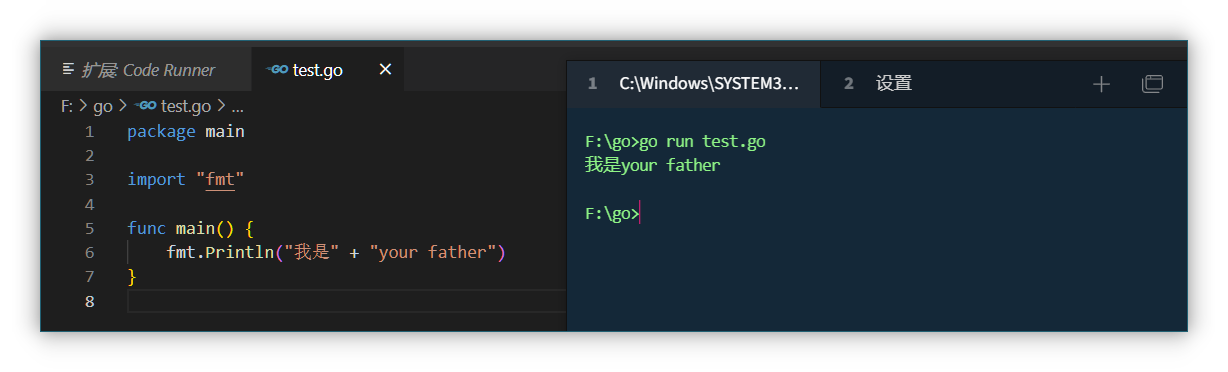 扩展: Code Runner
GO test.go
F: > go > GO test.go > ...
1 package main
2
3 import "fmt"
4
5 func main() {
6 fmt.Println("我是" + "your father")
7 }
8
1 C:\Windows\SYSTEM3...
2 设置
F:\go>go run test.go
我是your father
F:\go>